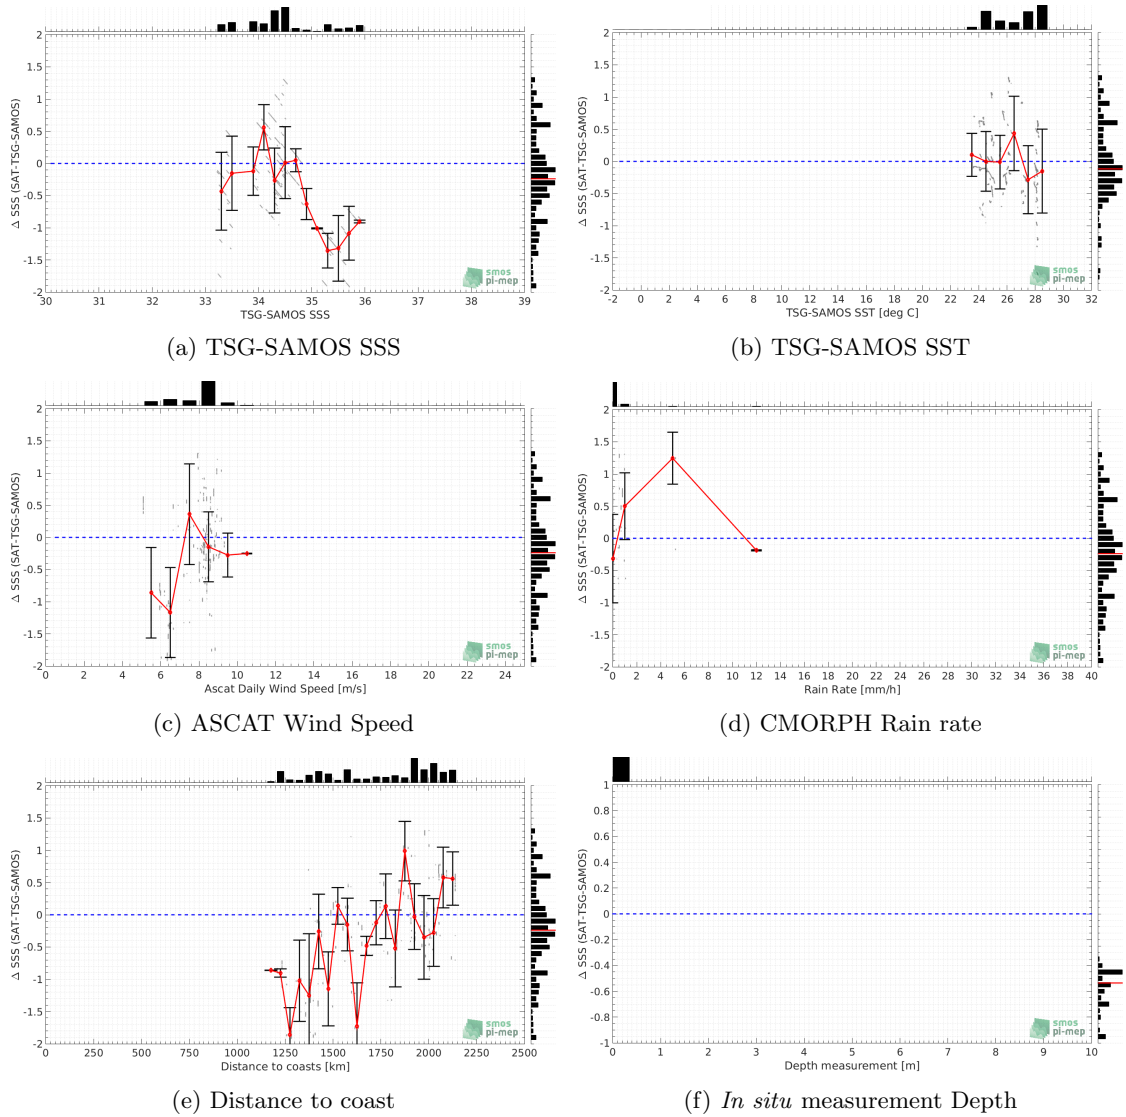 2
1.5
1
0.5
0
-0.5
-1
-1.5
-2
Δ SSS (SAT-TSG-SAMOS)
30 31 32 33 34 35 36 37 38 39
TSG-SAMOS SSS
smos
pi-mep
(a) TSG-SAMOS SSS
2
1.5
1
0.5
0
-0.5
-1
-1.5
-2
Δ SSS (SAT-TSG-SAMOS)
-2 0 2 4 6 8 10 12 14 16 18 20 22 24 26 28 30 32
TSG-SAMOS SST [deg C]
smos
pi-mep
(b) TSG-SAMOS SST
2
1.5
1
0.5
0
-0.5
-1
-1.5
-2
Δ SSS (SAT-TSG-SAMOS)
0 2 4 6 8 10 12 14 16 18 20 22 24
Ascat Daily Wind Speed [m/s]
smos
pi-mep
(c) ASCAT Wind Speed
2
1.5
1
0.5
0
-0.5
-1
-1.5
-2
Δ SSS (SAT-TSG-SAMOS)
0 2 4 6 8 10 12 14 16 18 20 22 24 26 28 30 32 34 36 38 40
Rain Rate [mm/h]
smos
pi-mep
(d) CMORPH Rain rate
2
1.5
1
0.5
0
-0.5
-1
-1.5
-2
Δ SSS (SAT-TSG-SAMOS)
0 250 500 750 1000 1250 1500 1750 2000 2250 2500
Distance to coasts [km]
smos
pi-mep
(e) Distance to coast
1
0.8
0.6
0.4
0.2
0
-0.2
-0.4
-0.6
-0.8
-1
Δ SSS (SAT-TSG-SAMOS)
0 1 2 3 4 5 6 7 8 9 10
Depth measurement [m]
smos
pi-mep
(f) In situ measurement Depth